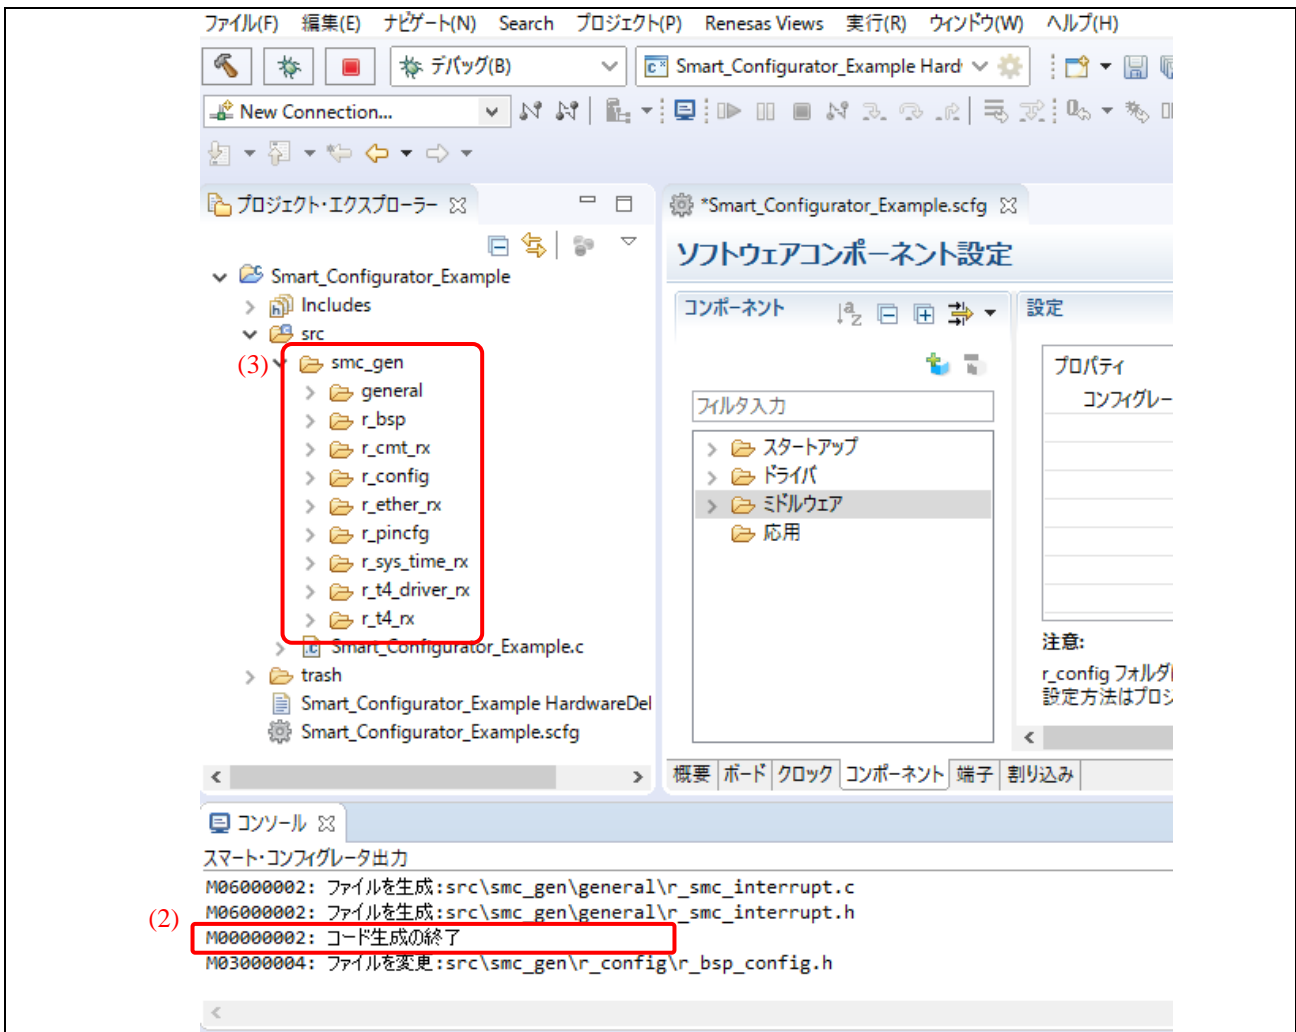 ファイル(F) 編集(E) ナビゲート(N) Search プロジェクト(P) Renesas Views 実行(R) ウィンドウ(W) ヘルプ(H)
デバッグ(B) Smart_Configurator_Example Hard
New Connection...
プロジェクト・エクスプローラー *Smart_Configurator_Example.scfg
ソフトウェアコンポーネント設定
Smart_Configurator_Example
Includes
src
(3) smc_gen
general
r_bsp
r_cmt_rx
r_config
r_ether_rx
r_pincfg
r_sys_time_rx
r_t4_driver_rx
r_t4_rx
Smart_Configurator_Example.c
trash
Smart_Configurator_Example HardwareDel
Smart_Configurator_Example.scfg
コンポーネント
フィルタ入力
スタートアップ
ドライバ
ミドルウェア
応用
設定
プロパティ
コンフィグレー
注意:
r_config フォルダ
設定方法はプロジ
概要 ボード クロック コンポーネント 端子 割り込み
コンソール
スマート・コンフィグレータ出力
M06000002: ファイルを生成:src\smc_gen\general\r_smc_interrupt.c
M06000002: ファイルを生成:src\smc_gen\general\r_smc_interrupt.h
(2) M00000002: コード生成の終了
M03000004: ファイルを変更:src\smc_gen\r_config\r_bsp_config.h